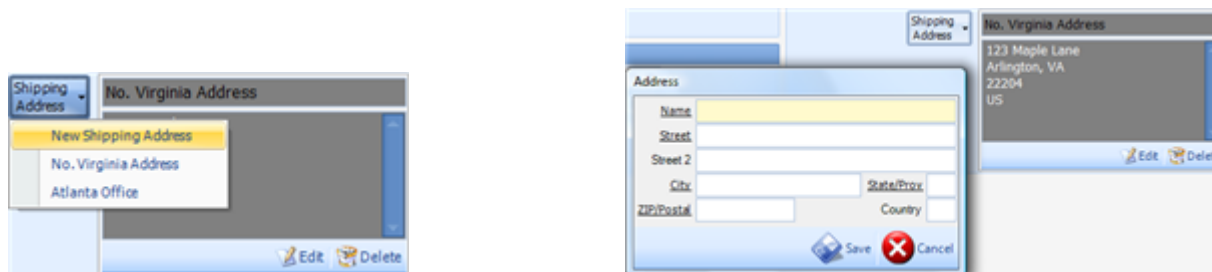 Shipping
Address
No. Virginia Address
New Shipping Address
No. Virginia Address
Atlanta Office
Edit
Delete
Shipping
Address
No. Virginia Address
123 Maple Lane
Arlington, VA
22204
US
Edit
Address
Name
Street
Street 2
City
State/Prov
ZIP/Postal
Country
Save
Cancel